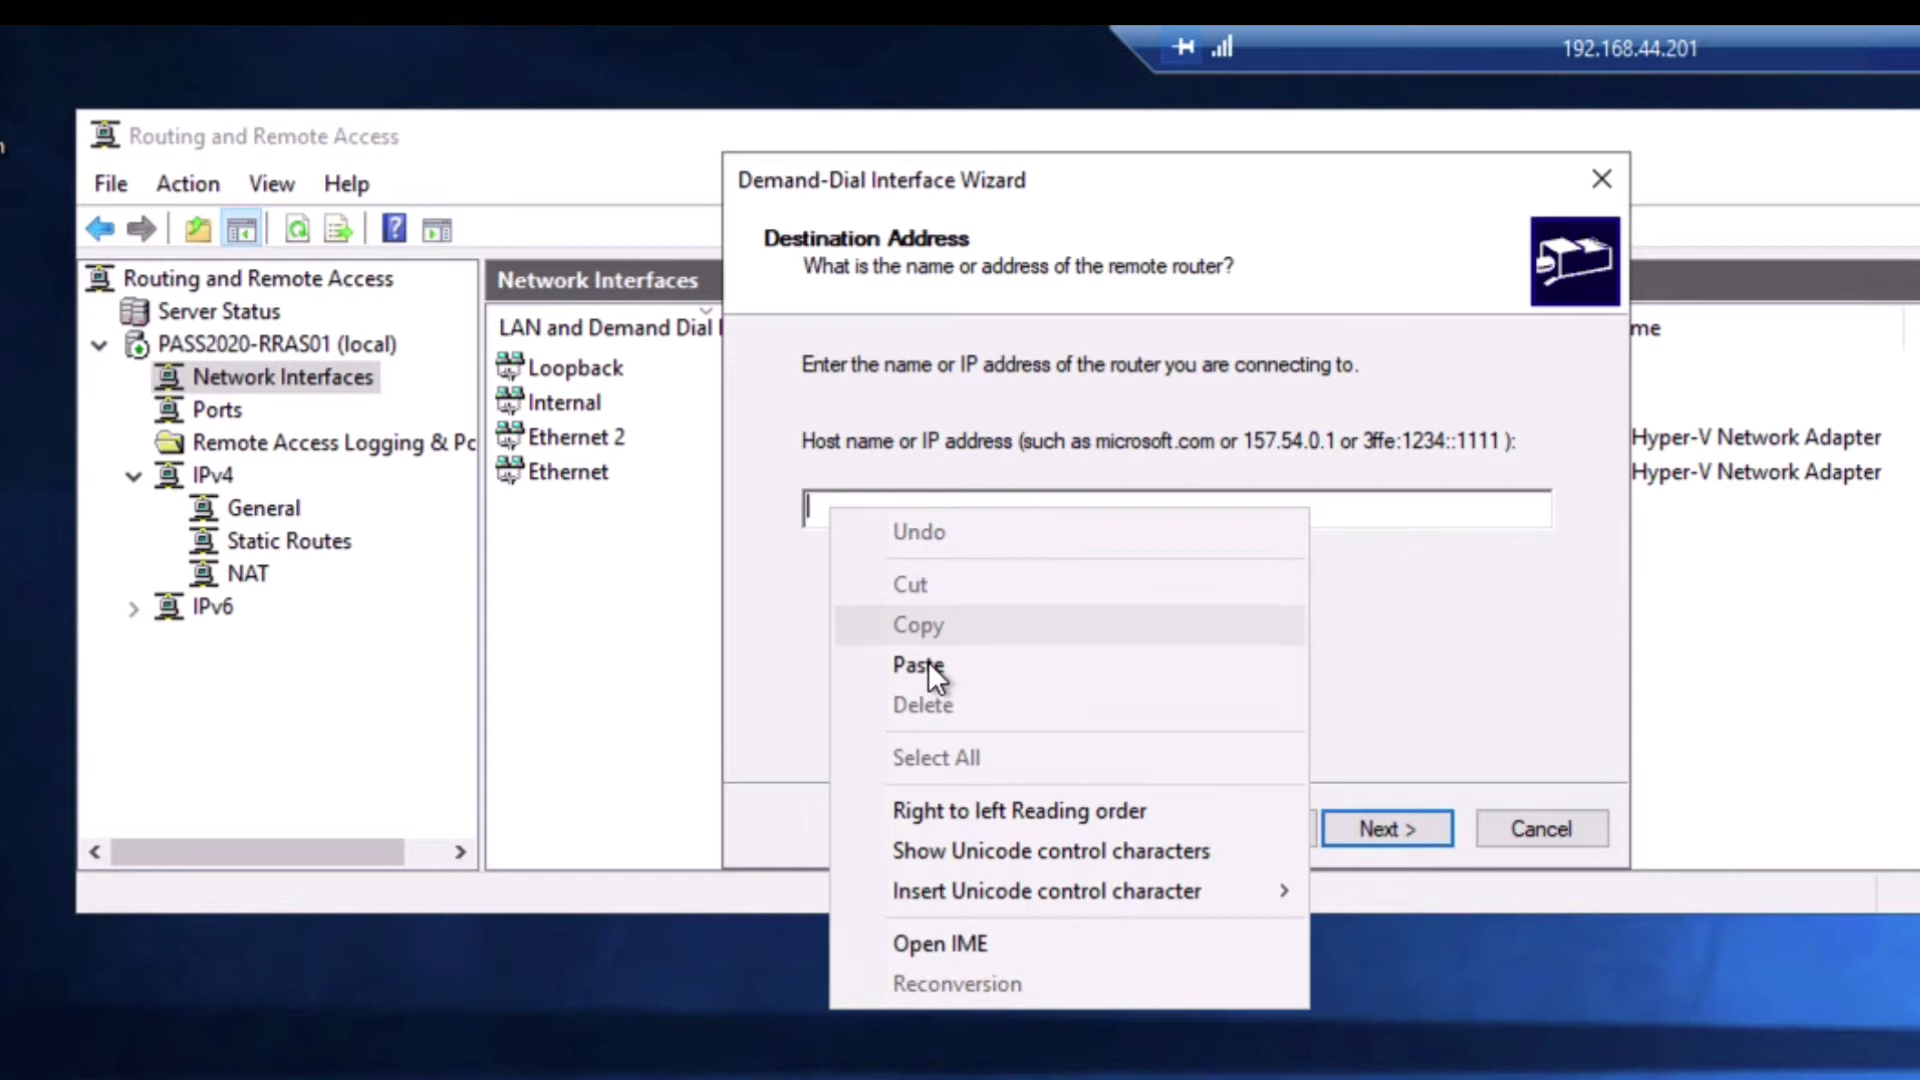 192.168.44.201
Routing and Remote Access
File Action View Help
Routing and Remote Access
Server Status
PASS2020-RRAS01 (local)
Network Interfaces
Ports
Remote Access Logging & Pc
IPv4
General
Static Routes
NAT
IPv6
Network Interfaces
LAN and Demand Dial
Loopback
Internal
Ethernet 2
Ethernet
me
Hyper-V Network Adapter
Hyper-V Network Adapter
Demand-Dial Interface Wizard
Destination Address
What is the name or address of the remote router?
Enter the name or IP address of the router you are connecting to.
Host name or IP address (such as microsoft.com or 157.54.0.1 or 3ffe:1234::1111 ):
Undo
Cut
Copy
Paste
Delete
Select All
Right to left Reading order
Show Unicode control characters
Insert Unicode control character
Open IME
Reconversion
Next >
Cancel